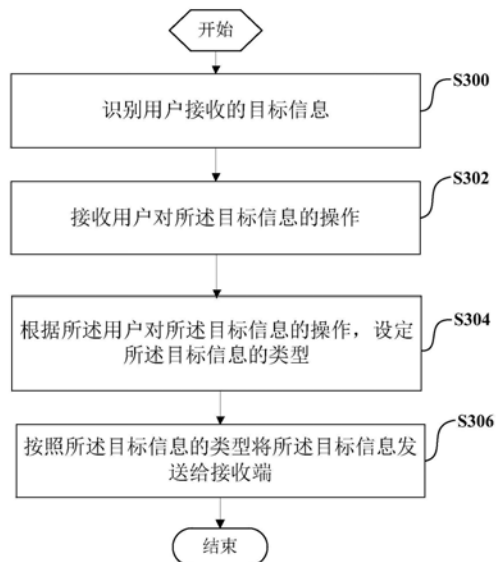 开始
S300
识别用户接收的目标信息
S302
接收用户对所述目标信息的操作
S304
根据所述用户对所述目标信息的操作，设定
所述目标信息的类型
S306
按照所述目标信息的类型将所述目标信息发
送给接收端
结束